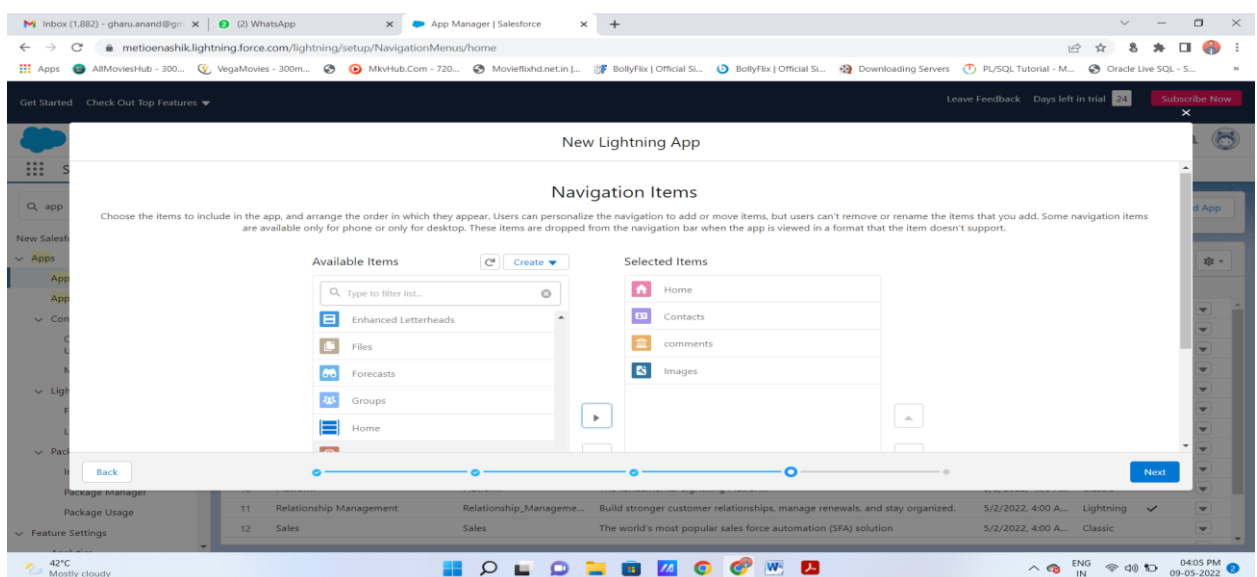 Inbox (1,882) - gharu.anand@gm
(2) WhatsApp
App Manager | Salesforce
metioenashik.lightning.force.com/lightning/setup/NavigationMenus/home
Apps
AllMoviesHub - 300...
VegaMovies - 300m...
MkvHub.Com - 720...
Movieflixhd.net.in |...
BollyFlix | Official Si...
BollyFlix | Official Si...
Downloading Servers
PL/SQL Tutorial - M...
Oracle Live SQL - S...
Get Started
Check Out Top Features
Leave Feedback
Days left in trial 24
Subscribe Now
New Lightning App
app
d App
Navigation Items
Choose the items to include in the app, and arrange the order in which they appear. Users can personalize the navigation to add or move items, but users can't remove or rename the items that you add. Some navigation items
are available only for phone or only for desktop. These items are dropped from the navigation bar when the app is viewed in a format that the item doesn't support.
New Salesf
Apps
App
App
Con
Ligh
Pack
Available Items
Create
Selected Items
Type to filter list...
Enhanced Letterheads
Files
Forecasts
Groups
Home
Home
Contacts
comments
Images
Back
Next
Package Manager
Package Usage
Feature Settings
11 Relationship Management Relationship_Manageme... Build stronger customer relationships, manage renewals, and stay organized. 5/2/2022, 4:00 A... Lightning
12 Sales Sales The world's most popular sales force automation (SFA) solution 5/2/2022, 4:00 A... Classic
42°C
Mostly cloudy
ENG
IN
04:05 PM
09-05-2022
2